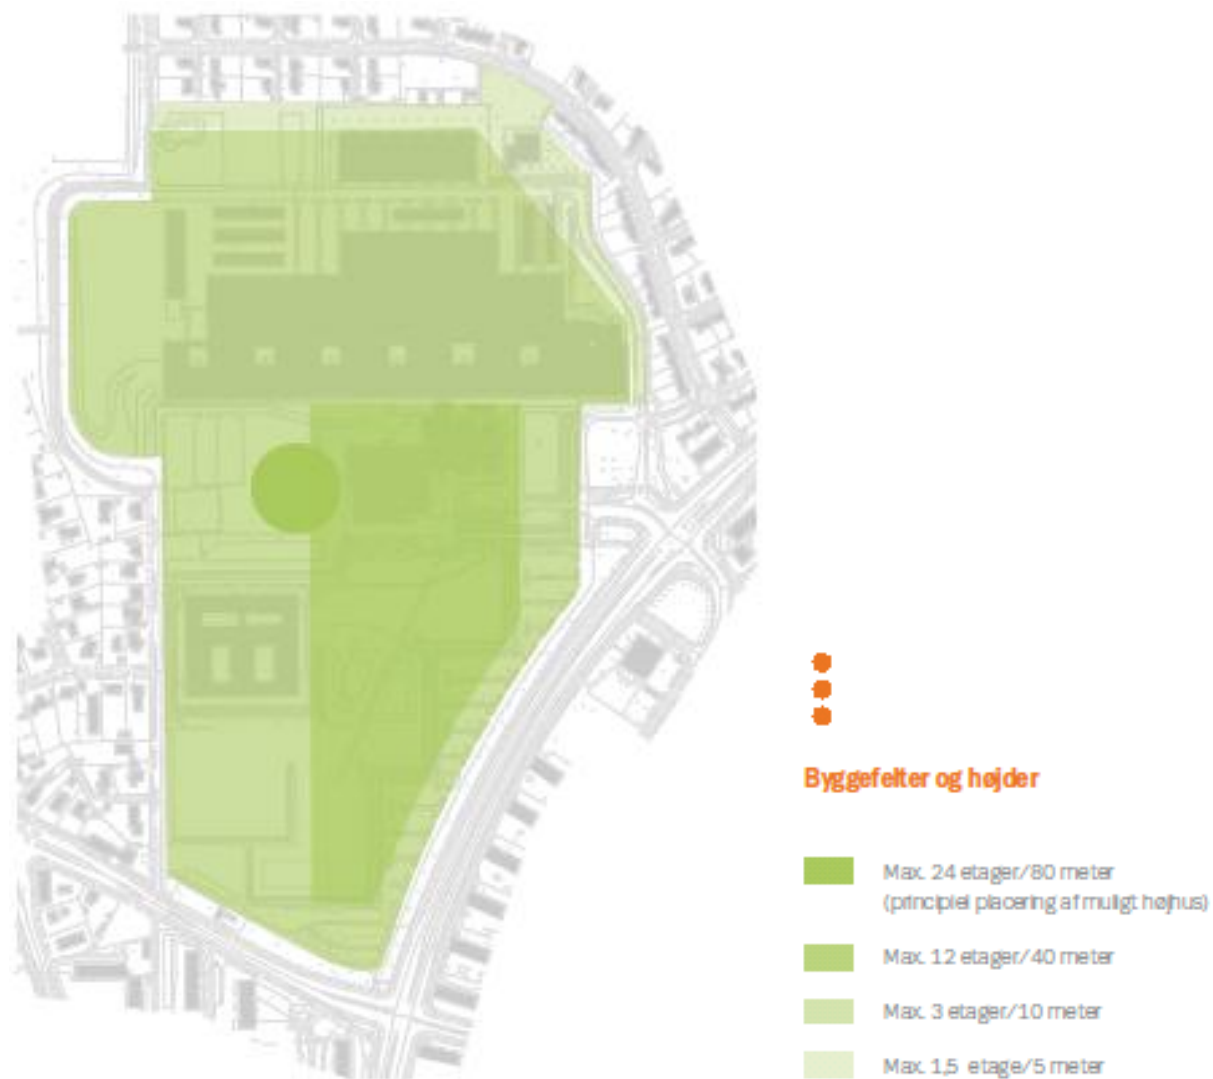 Byggefelter og højder
Max. 24 etager/80 meter
(principiel placering af muligt højhus)
Max. 12 etager/40 meter
Max. 3 etager/10 meter
Max. 1,5 etage/5 meter